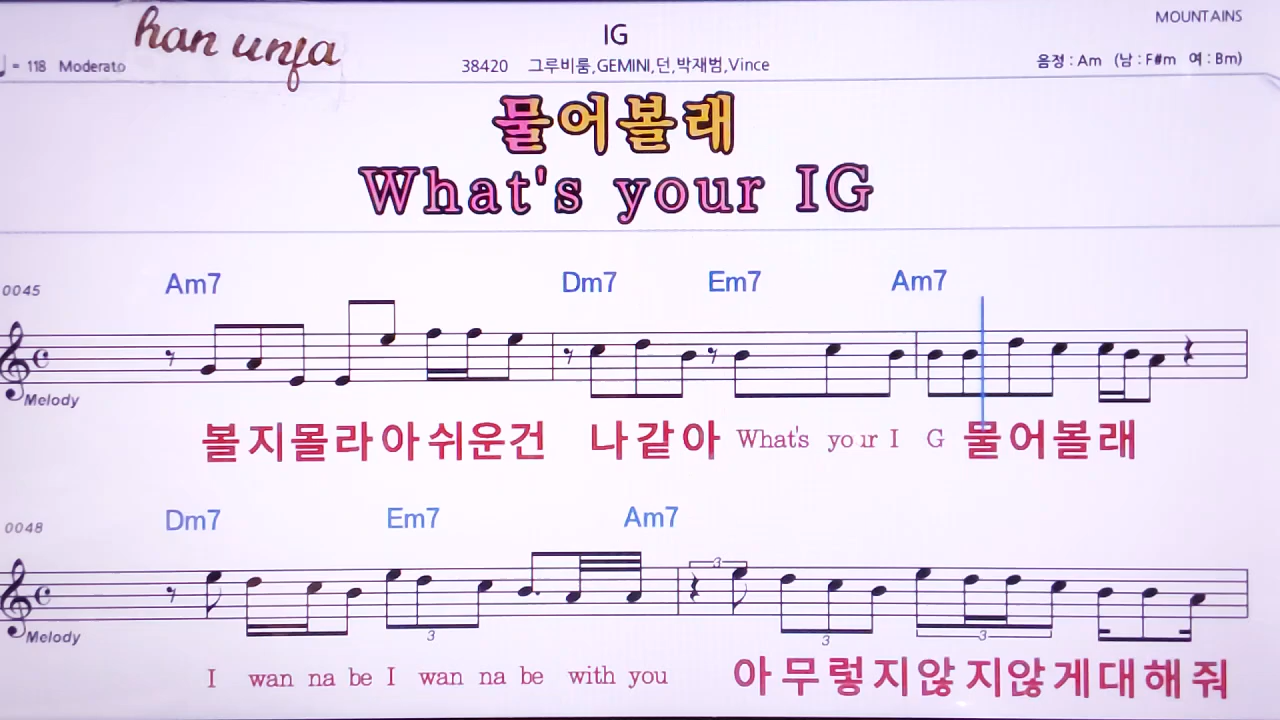 MOUNTAINS
han unja
IG
♩ = 118 Moderato
38420 그루비룸,GEMINI,던,박재범,Vince
음정 : Am (남 : F#m 여 : Bm)
물어볼래
What's your IG
0045 Am7 Dm7 Em7 Am7
Melody
볼지몰라아쉬운건 나같아 What's your I G 물어볼래
0048 Dm7 Em7 Am7
3
3 3 3
Melody
I wan na be I wan na be with you 아무렇지않지않게대해줘